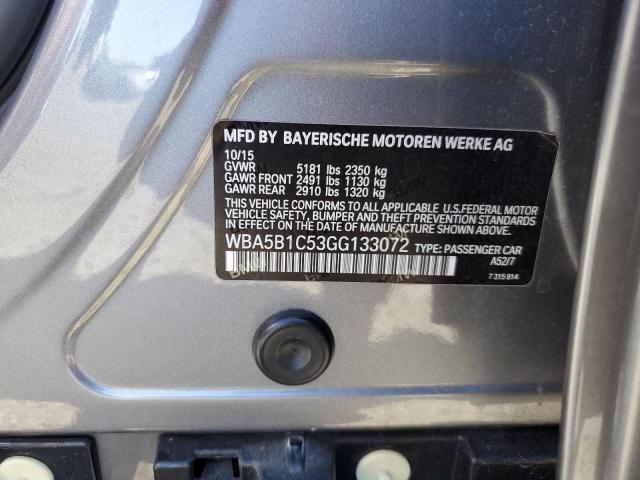 MFD BY BAYERISCHE MOTOREN WERKE AG
10/15
GVWR 5181 lbs 2350 kg
GAWR FRONT 2491 lbs 1130 kg
GAWR REAR 2910 lbs 1320 kg
THIS VEHICLE CONFORMS TO ALL APPLICABLE U.S.FEDERAL MOTOR
VEHICLE SAFETY, BUMPER, AND THEFT PREVENTION STANDARDS
IN EFFECT ON THE DATE OF MANUFACTURE SHOWN ABOVE.
WBA5B1C53GG133072 TYPE: PASSENGER CAR
A52/7
7 315 814